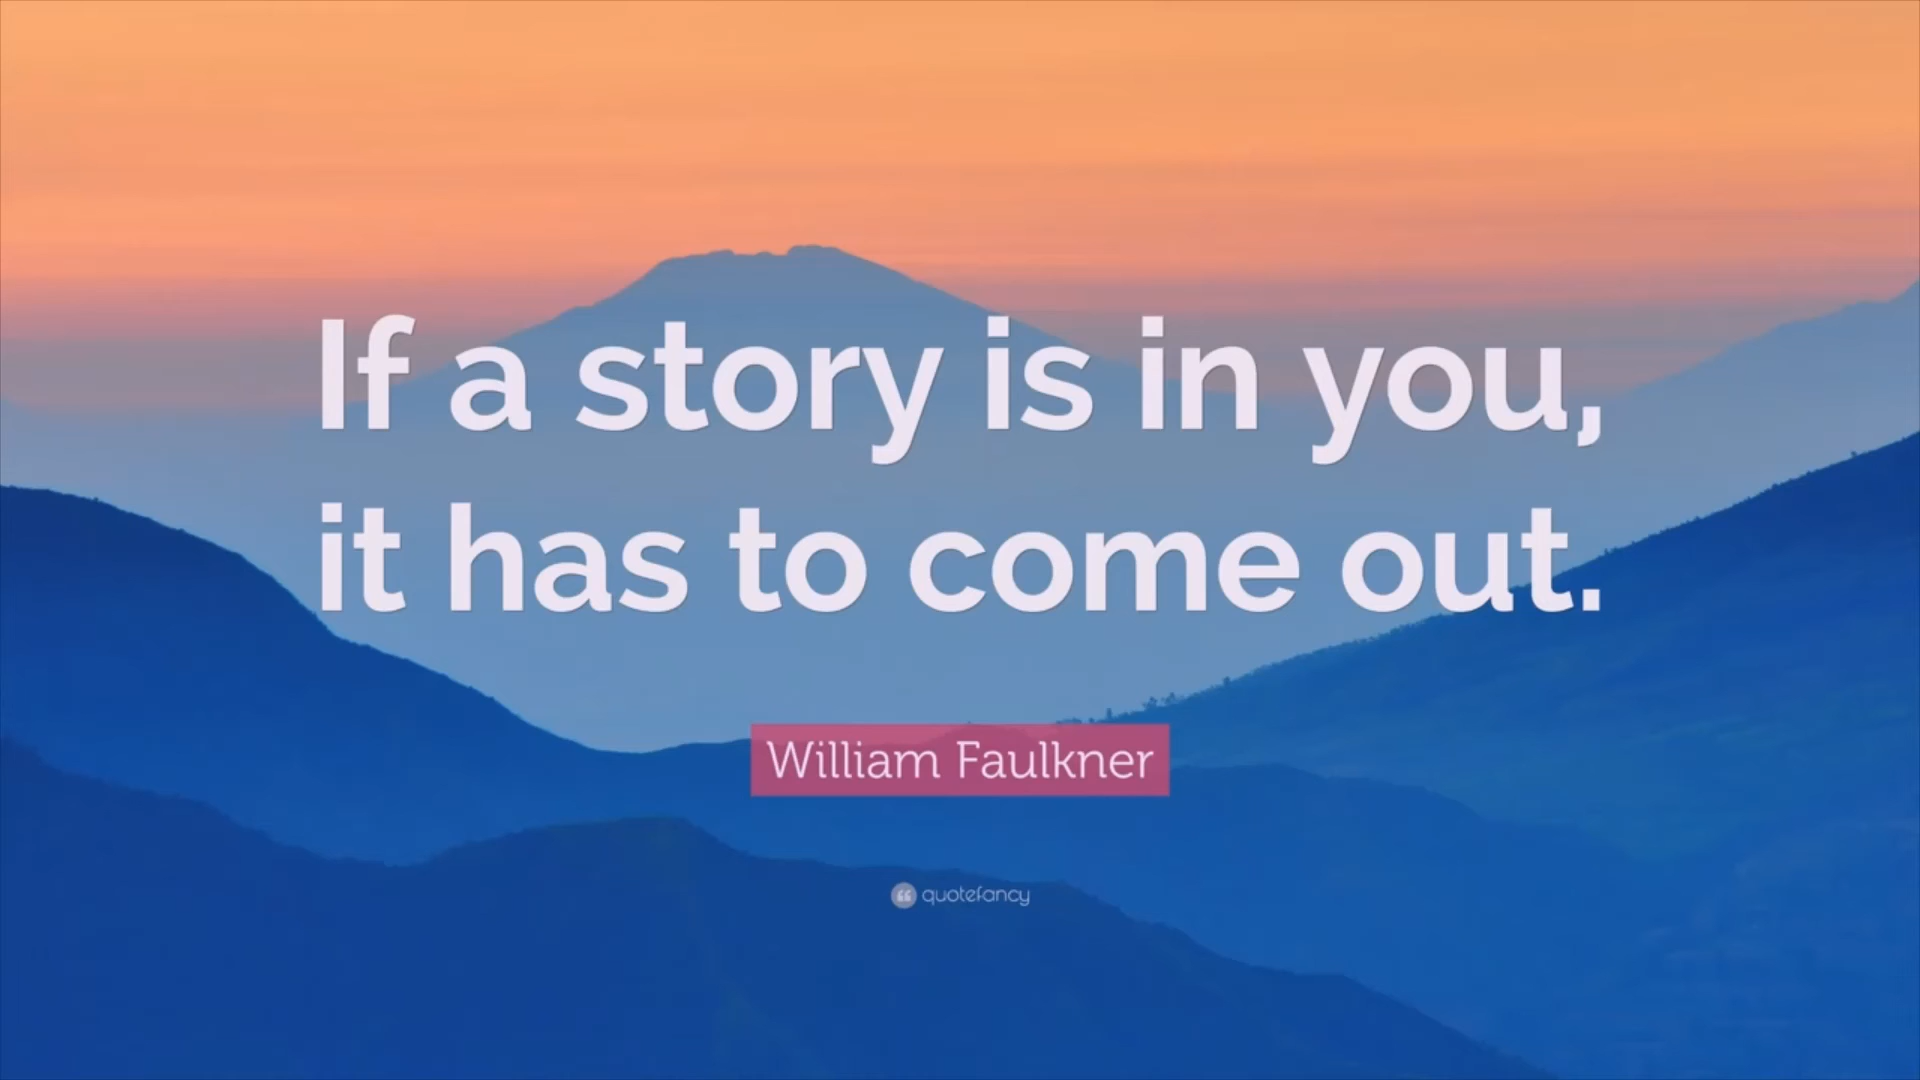 If a story is in you,
it has to come out.
William Faulkner
quotefancy